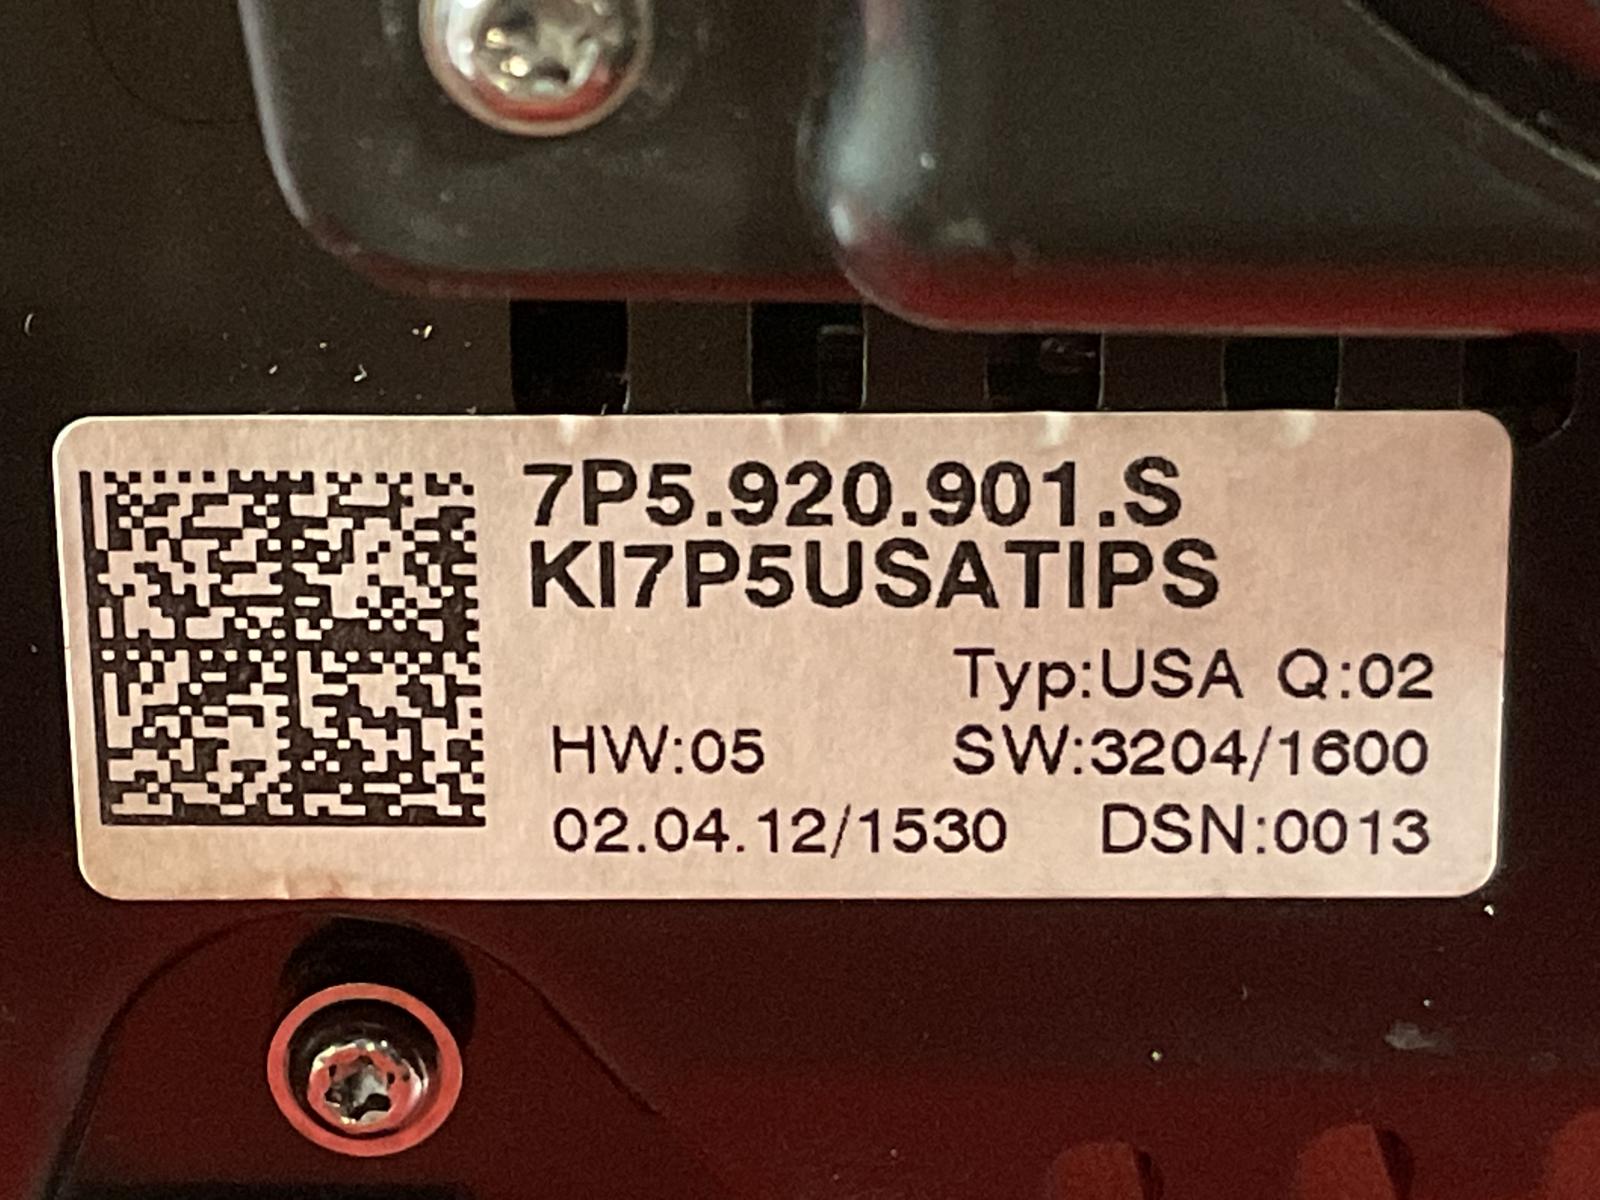 7P5.920.901.S
KI7P5USATIPS
Typ:USA Q:02
HW:05 SW:3204/1600
02.04.12/1530 DSN:0013